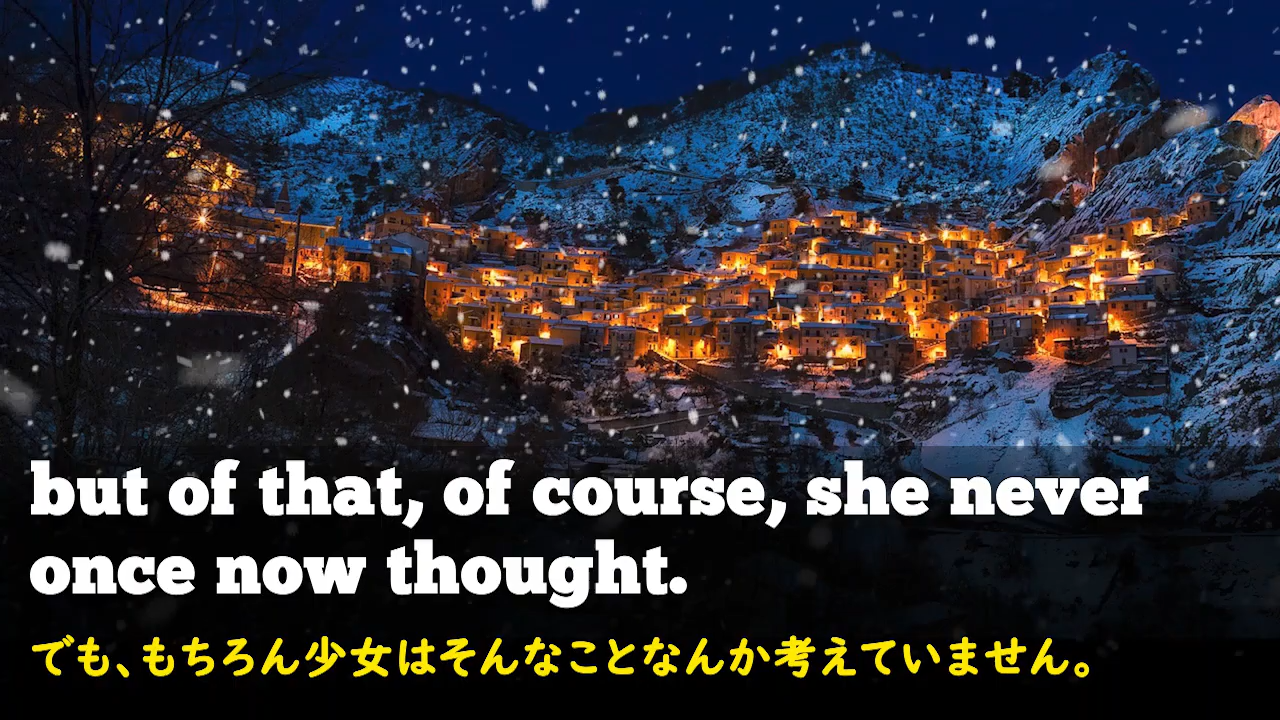 but of that, of course, she never
once now thought.
でも、もちろん少女はそんなことなんか考えていません。